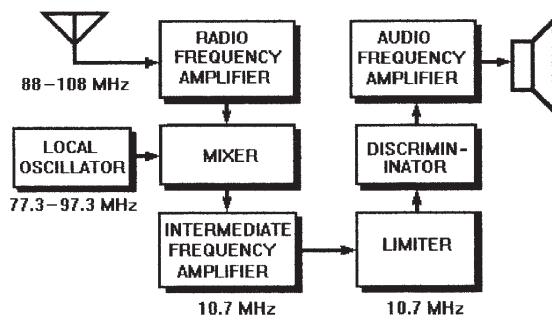 88–108 MHz
RADIO
FREQUENCY
AMPLIFIER
LOCAL
OSCILLATOR
77.3–97.3 MHz
MIXER
INTERMEDIATE
FREQUENCY
AMPLIFIER
10.7 MHz
LIMITER
10.7 MHz
DISCRIMIN-
INATOR
AUDIO
FREQUENCY
AMPLIFIER